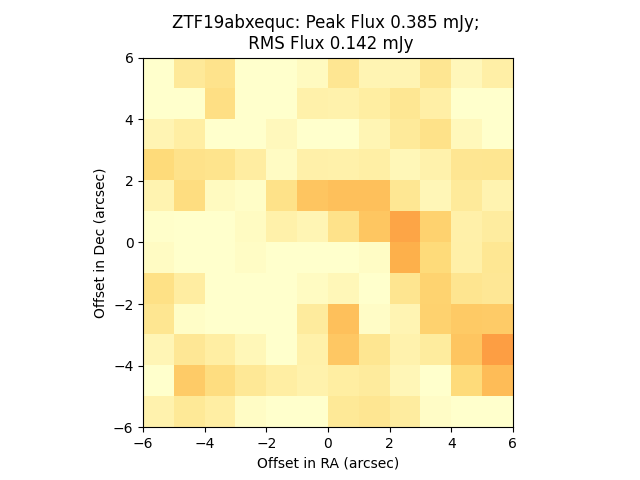 ZTF19abxequc: Peak Flux 0.385 mJy;
RMS Flux 0.142 mJy
6
4
2
0
−2
−4
−6
Offset in Dec (arcsec)
−6 −4 −2 0 2 4 6
Offset in RA (arcsec)